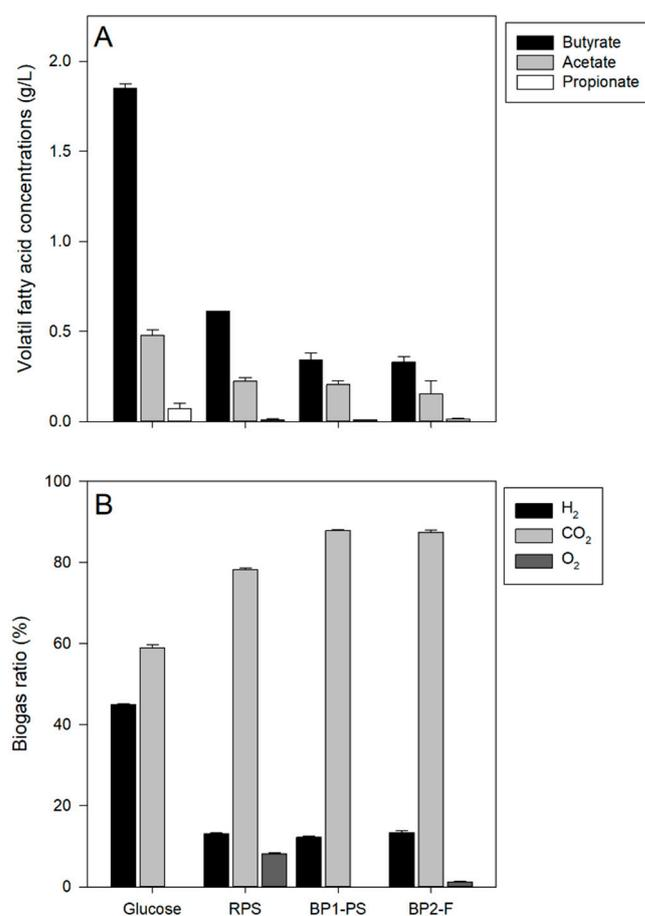 A
Volatil fatty acid concentrations (g/L)
2.0
1.5
1.0
0.5
0.0
Butyrate
Acetate
Propionate
B
Biogas ratio (%)
100
80
60
40
20
0
H₂
CO₂
O₂
Glucose RPS BP1-PS BP2-F